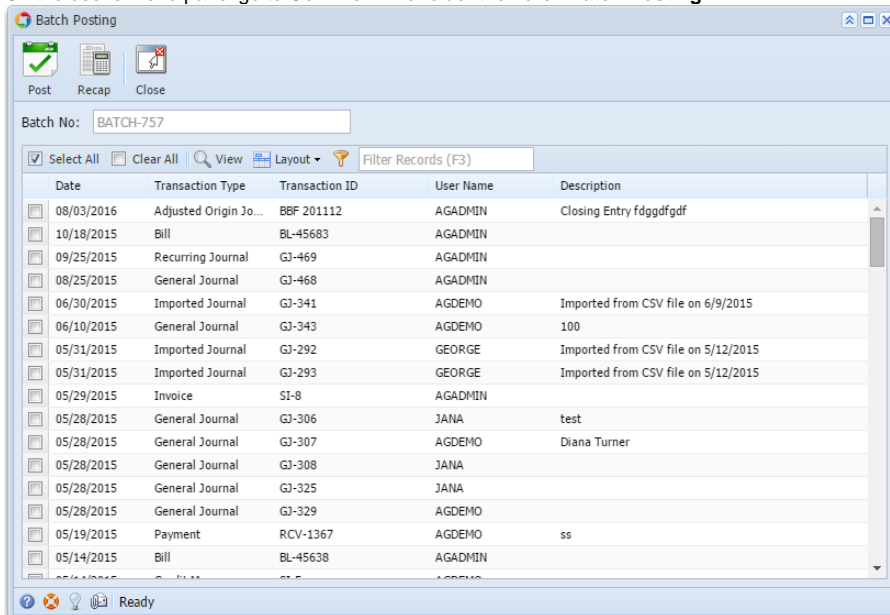 Batch Posting
Post Recap Close
Batch No: BATCH-757
Select All Clear All View Layout Filter Records (F3)
Date Transaction Type Transaction ID User Name Description
08/03/2016 Adjusted Origin Jo... BBF 201112 AGADMIN Closing Entry fdggdfgdf
10/18/2015 Bill BL-45683 AGADMIN
09/25/2015 Recurring Journal GJ-469 AGADMIN
08/25/2015 General Journal GJ-468 AGADMIN
06/30/2015 Imported Journal GJ-341 AGDEMO Imported from CSV file on 6/9/2015
06/10/2015 General Journal GJ-343 AGDEMO 100
05/31/2015 Imported Journal GJ-292 GEORGE Imported from CSV file on 5/12/2015
05/31/2015 Imported Journal GJ-293 GEORGE Imported from CSV file on 5/12/2015
05/29/2015 Invoice SI-8 AGADMIN
05/28/2015 General Journal GJ-306 JANA test
05/28/2015 General Journal GJ-307 AGDEMO Diana Turner
05/28/2015 General Journal GJ-308 JANA
05/28/2015 General Journal GJ-325 JANA
05/28/2015 General Journal GJ-329 AGDEMO
05/19/2015 Payment RCV-1367 AGDEMO ss
05/14/2015 Bill BL-45638 AGADMIN
Ready